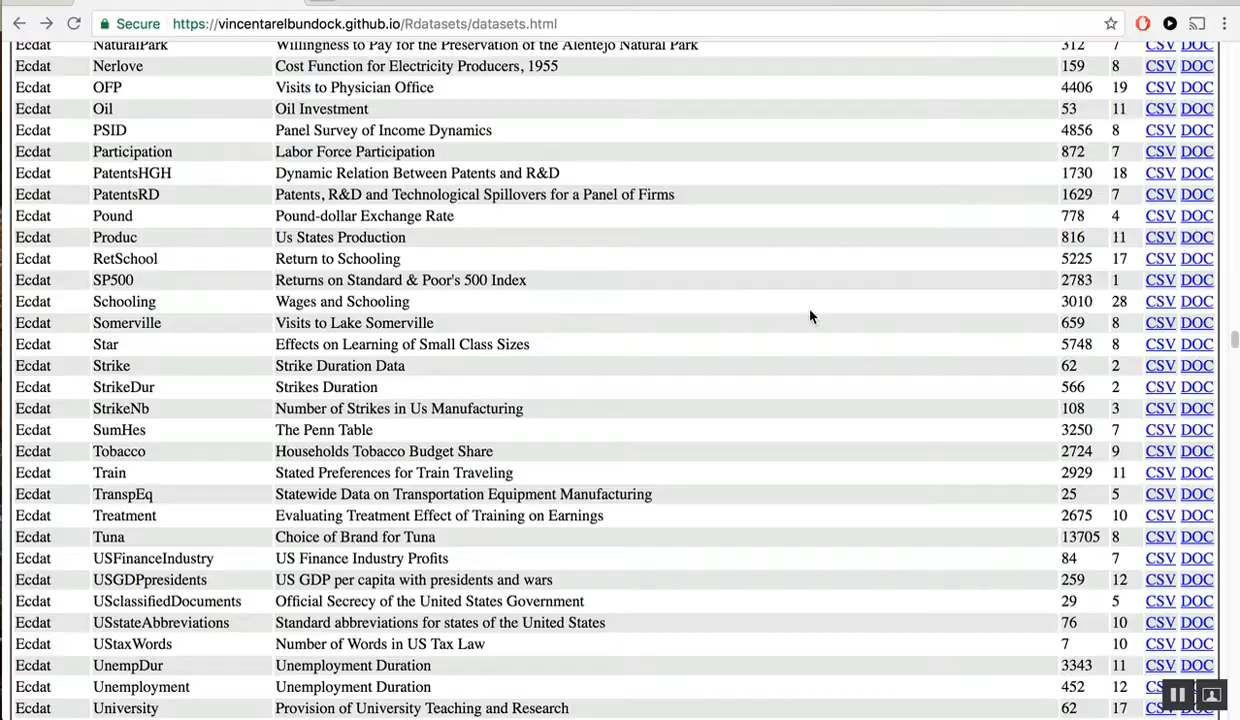 Secure https://vincentarelbundock.github.io/Rdatasets/datasets.html
Ecdat NaturalPark Willingness to Pay for the Preservation of the Alentejo Natural Park 312 7 CSV DOC
Ecdat Nerlove Cost Function for Electricity Producers, 1955 159 8 CSV DOC
Ecdat OFP Visits to Physician Office 4406 19 CSV DOC
Ecdat Oil Oil Investment 53 11 CSV DOC
Ecdat PSID Panel Survey of Income Dynamics 4856 8 CSV DOC
Ecdat Participation Labor Force Participation 872 7 CSV DOC
Ecdat PatentsHGH Dynamic Relation Between Patents and R&D 1730 18 CSV DOC
Ecdat PatentsRD Patents, R&D and Technological Spillovers for a Panel of Firms 1629 7 CSV DOC
Ecdat Pound Pound-dollar Exchange Rate 778 4 CSV DOC
Ecdat Produc Us States Production 816 11 CSV DOC
Ecdat RetSchool Return to Schooling 5225 17 CSV DOC
Ecdat SP500 Returns on Standard & Poor's 500 Index 2783 1 CSV DOC
Ecdat Schooling Wages and Schooling 3010 28 CSV DOC
Ecdat Somerville Visits to Lake Somerville 659 8 CSV DOC
Ecdat Star Effects on Learning of Small Class Sizes 5748 8 CSV DOC
Ecdat Strike Strike Duration Data 62 2 CSV DOC
Ecdat StrikeDur Strikes Duration 566 2 CSV DOC
Ecdat StrikeNb Number of Strikes in Us Manufacturing 108 3 CSV DOC
Ecdat SumHes The Penn Table 3250 7 CSV DOC
Ecdat Tobacco Households Tobacco Budget Share 2724 9 CSV DOC
Ecdat Train Stated Preferences for Train Traveling 2929 11 CSV DOC
Ecdat TranspEq Statewide Data on Transportation Equipment Manufacturing 25 5 CSV DOC
Ecdat Treatment Evaluating Treatment Effect of Training on Earnings 2675 10 CSV DOC
Ecdat Tuna Choice of Brand for Tuna 13705 8 CSV DOC
Ecdat USFinanceIndustry US Finance Industry Profits 84 7 CSV DOC
Ecdat USGDPpresidents US GDP per capita with presidents and wars 259 12 CSV DOC
Ecdat USclassifiedDocuments Official Secrecy of the United States Government 29 5 CSV DOC
Ecdat USstateAbbreviations Standard abbreviations for states of the United States 76 10 CSV DOC
Ecdat UStaxWords Number of Words in US Tax Law 7 10 CSV DOC
Ecdat UnempDur Unemployment Duration 3343 11 CSV DOC
Ecdat Unemployment Unemployment Duration 452 12
Ecdat University Provision of University Teaching and Research 62 17 CSV DOC